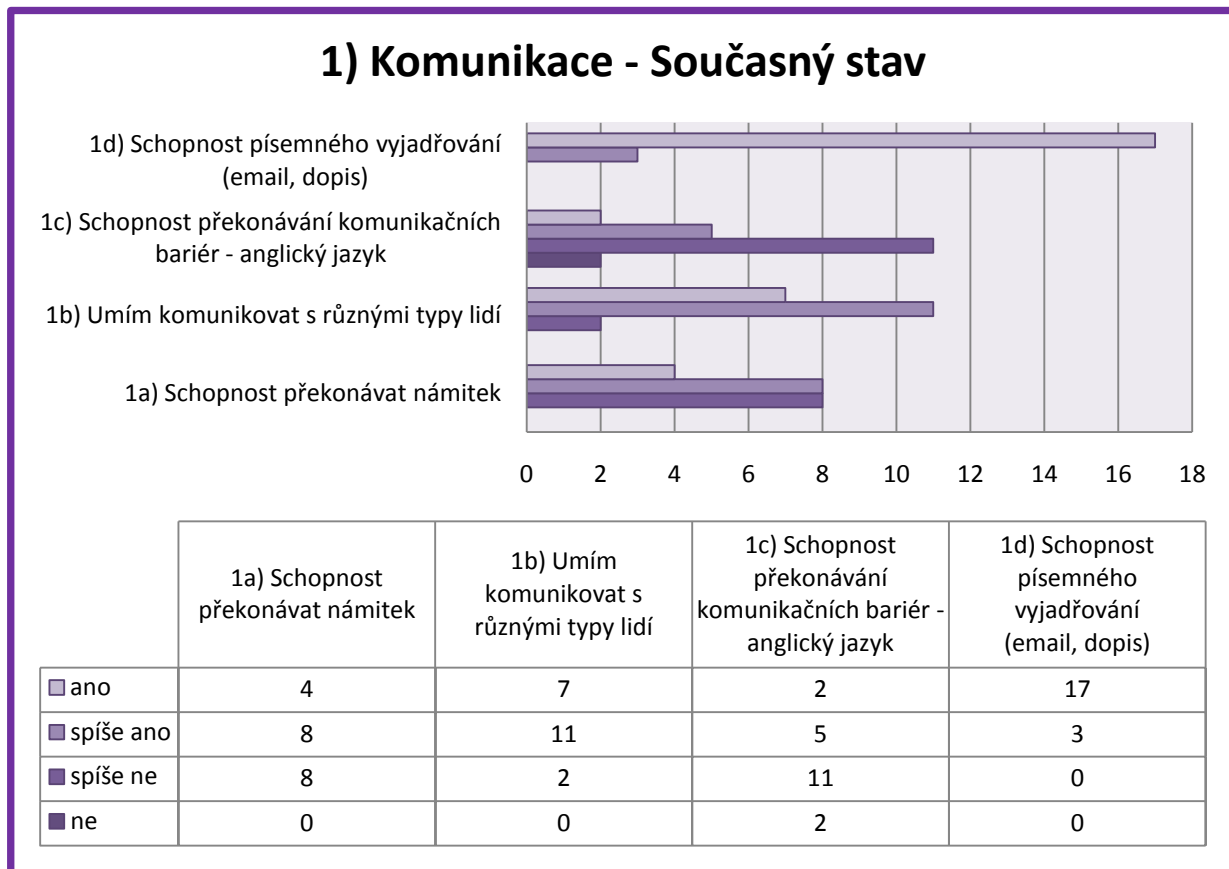 1) Komunikace - Současný stav
1d) Schopnost písemného vyjadřování
(email, dopis)
1c) Schopnost překonávání komunikačních
bariér - anglický jazyk
1b) Umím komunikovat s různými typy lidí
1a) Schopnost překonávat námitek
0 2 4 6 8 10 12 14 16 18
1a) Schopnost
překonávat námitek
1b) Umím
komunikovat s
různými typy lidí
1c) Schopnost
překonávání
komunikačních bariér -
anglický jazyk
1d) Schopnost
písemného
vyjadřování
(email, dopis)
ano 4 7 2 17
spíše ano 8 11 5 3
spíše ne 8 2 11 0
ne 0 0 2 0